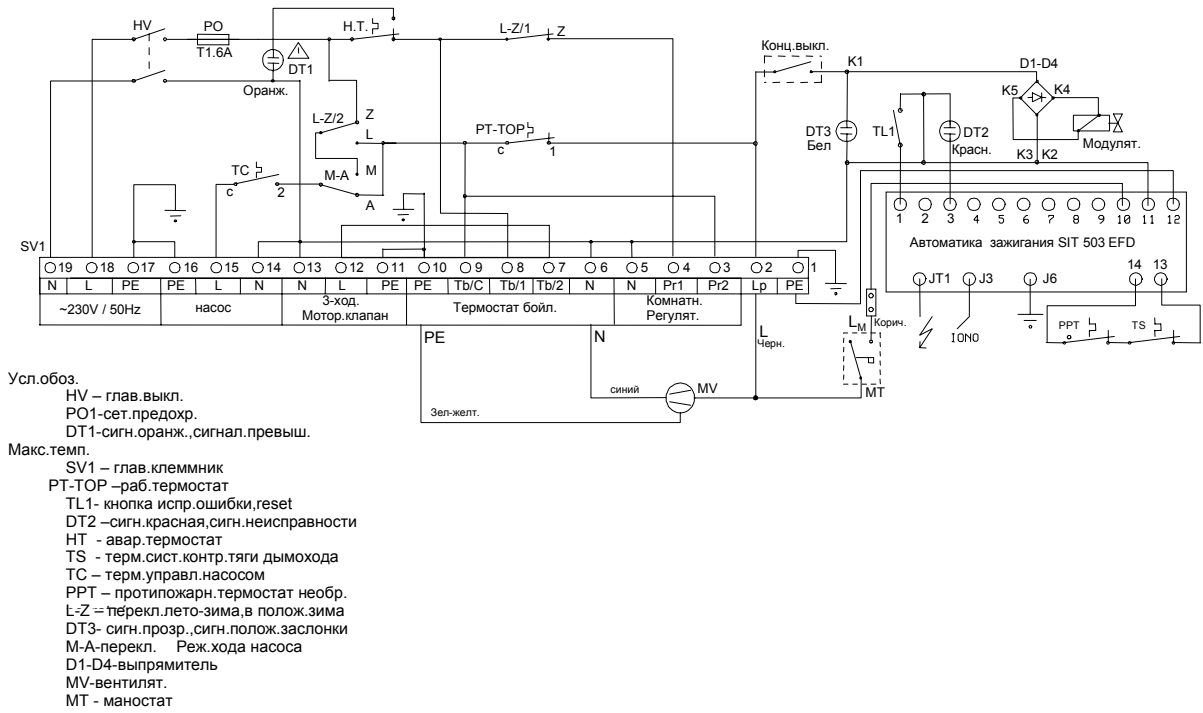 HV
PO
T1.6A
DT1
Оранж.
H.T.
L-Z/1
Z
Конц.выкл.
K1
D1-D4
K5
K4
K3
K2
Модулят.
DT3
Бел
TL1
DT2
Красн.
L-Z/2
Z
L
PT-TOP
c
1
TC
c
2
M-A
M
A
1 2 3 4 5 6 7 8 9 10 11 12
Автоматика зажигания SIT 503 EFD
JT1
J3
J6
14
13
IONO
PPT
TS
SV1
19 18 17 16 15 14 13 12 11 10 9 8 7 6 5 4 3 2 1
N L PE PE L N N L PE PE Tb/C Tb/1 Tb/2 N N Pr1 Pr2 Lp PE
~230V / 50Hz
насос
3-ход.
Мотор.клапан
Термостат бойл.
Комнатн.
Регулят.
PE
N
L
Черн.
LM
Корич.
MT
синий
MV
Зел-желт.
Усл.обоз.
HV – глав.выкл.
PO1-сет.предохр.
DT1-сигн.оранж.,сигнал.превыш.
Макс.темп.
SV1 – глав.клеммник
PT-TOP –раб.термостат
TL1- кнопка испр.ошибки,reset
DT2 –сигн.красная,сигн.неисправности
HT - авар.термостат
TS - терм.сист.контр.тяги дымохода
TC – терм.управл.насосом
PPT – протипожарн.термостат необр.
L-Z – перекл.лето-зима,в полож.зима
DT3- сигн.прозр.,сигн.полож.заслонки
M-A-перекл. Реж.хода насоса
D1-D4-выпрямитель
MV-вентилят.
MT - маностат